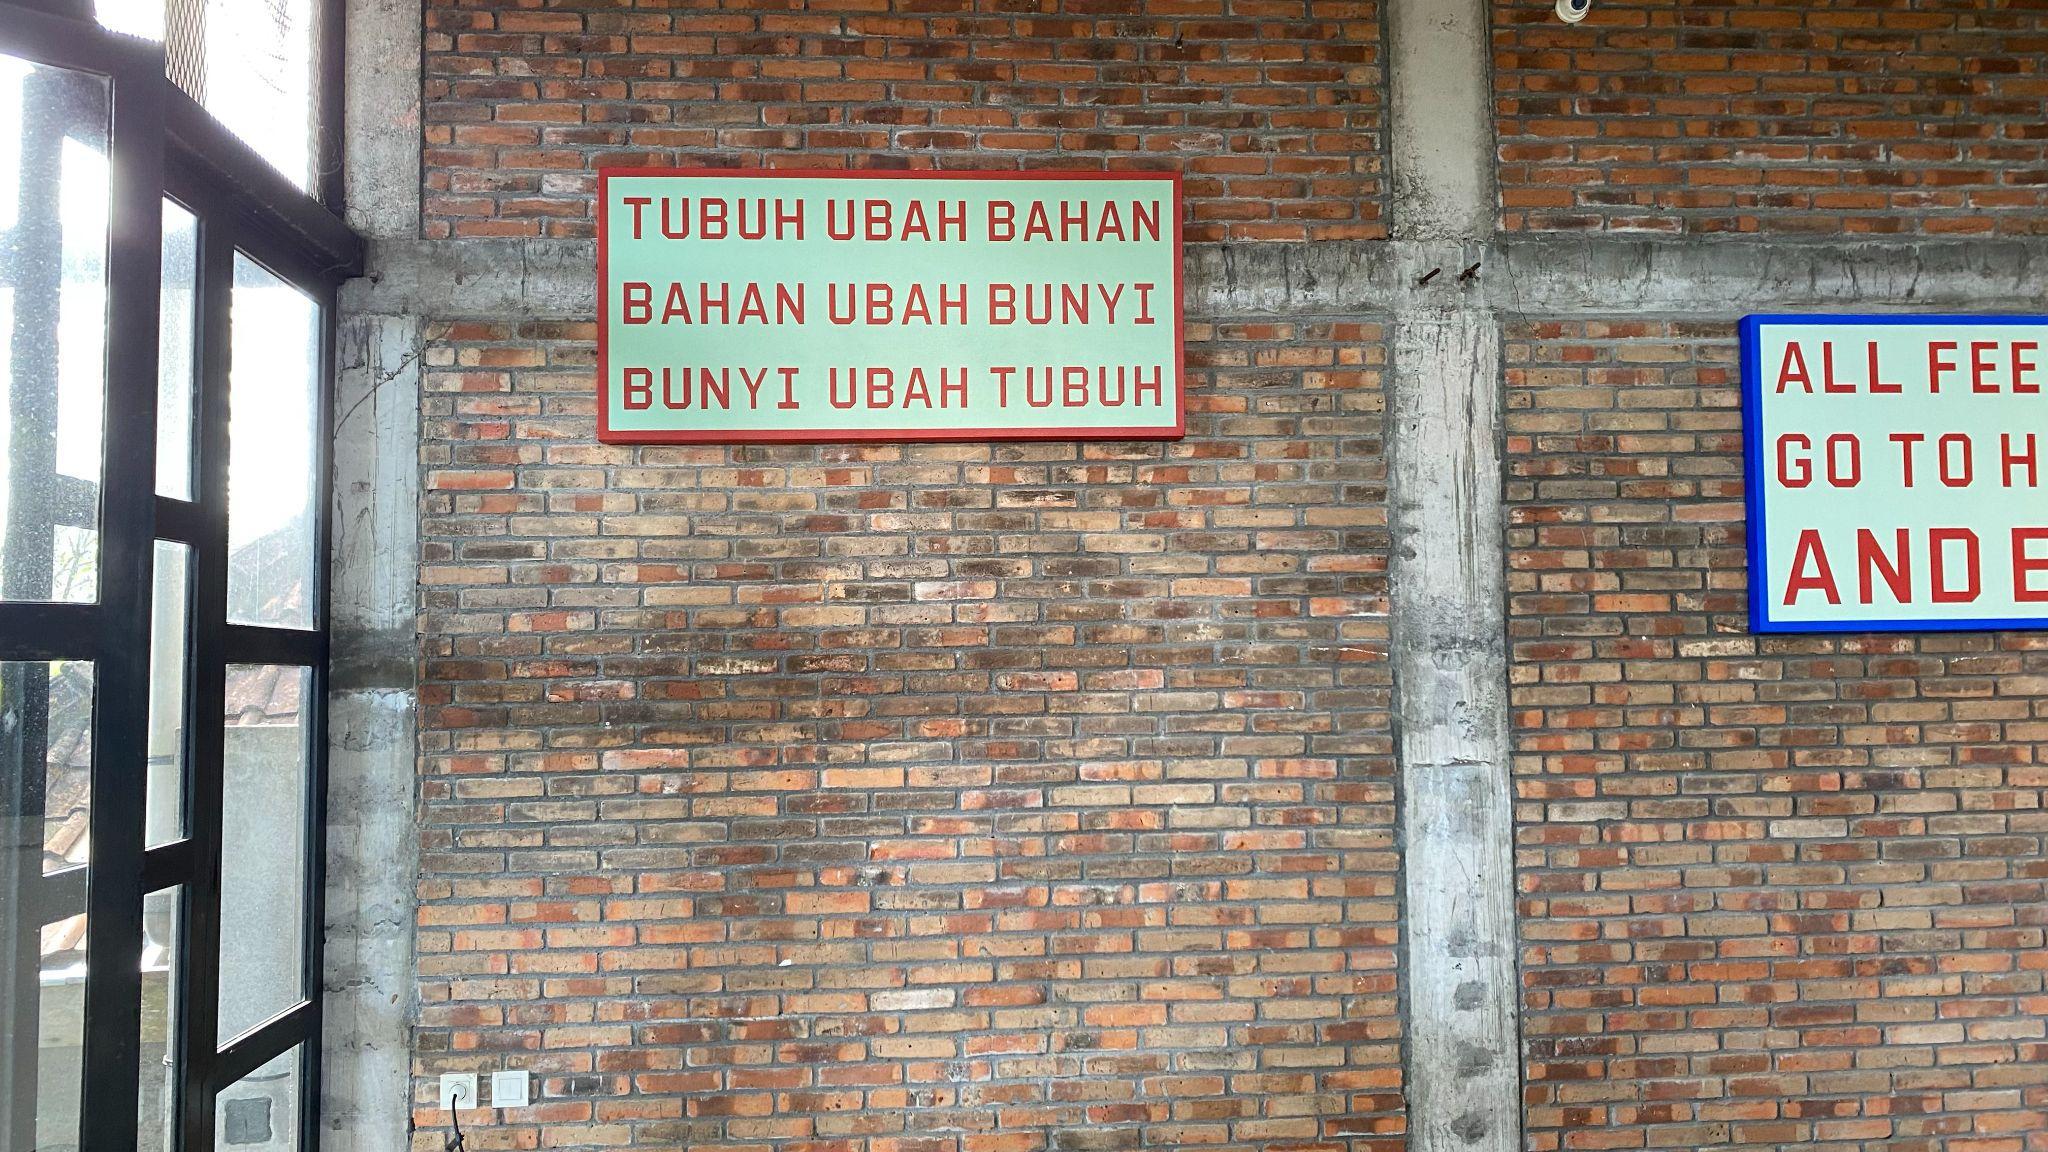 TUBUH UBAH BAHAN
BAHAN UBAH BUNYI
BUNYI UBAH TUBUH
ALL FEE
GO TO H
AND